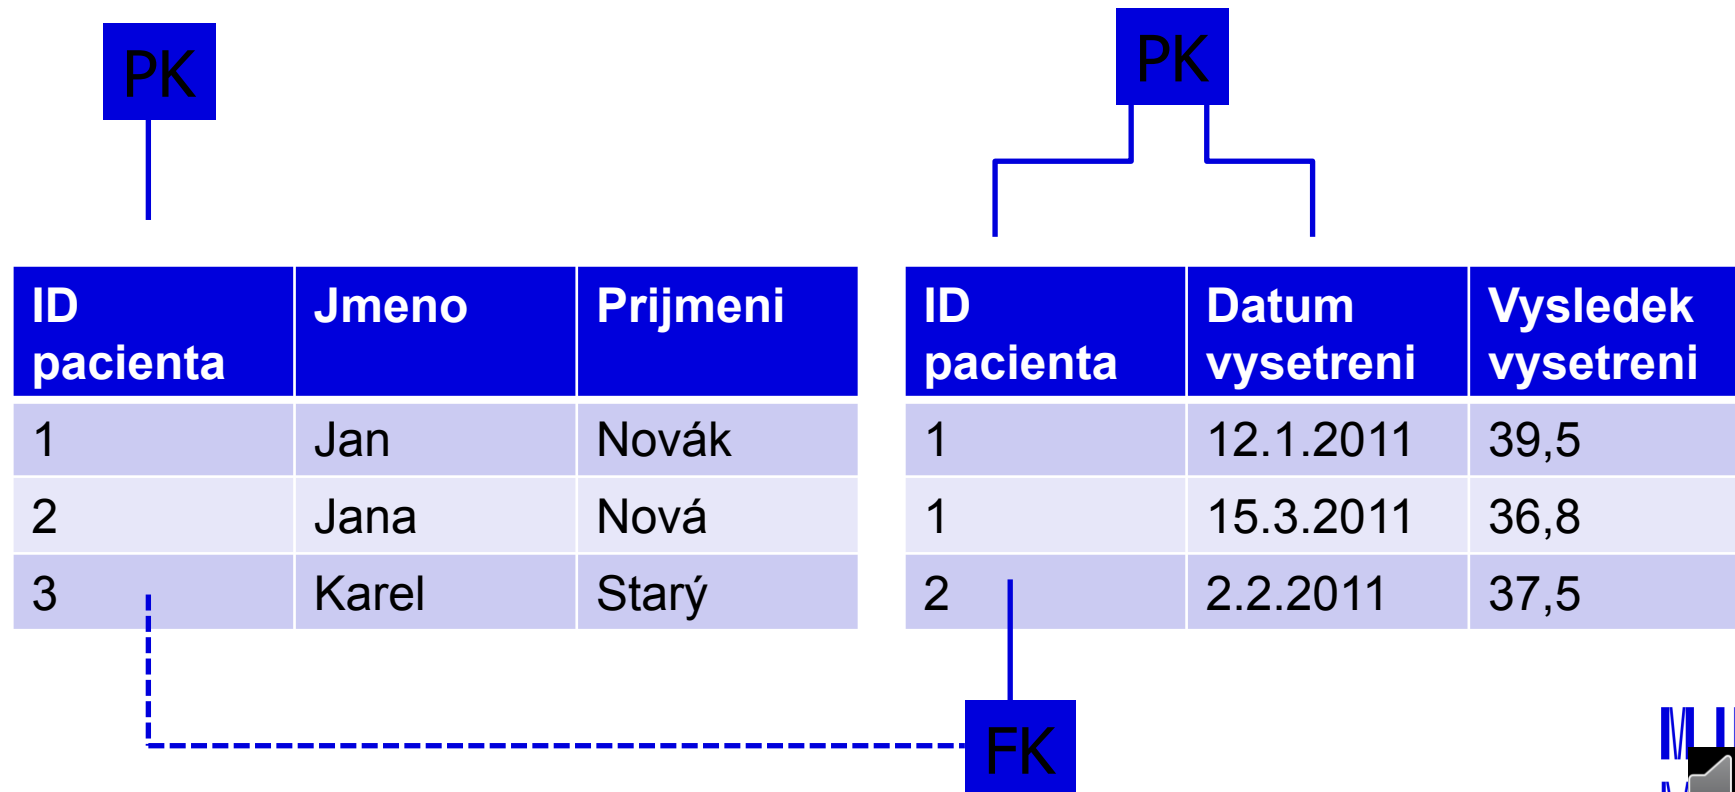 PK
PK
ID pacienta Jmeno Prijmeni
1 Jan Novák
2 Jana Nová
3 Karel Starý
ID pacienta Datum vysetreni Vysledek vysetreni
1 12.1.2011 39,5
1 15.3.2011 36,8
2 2.2.2011 37,5
FK